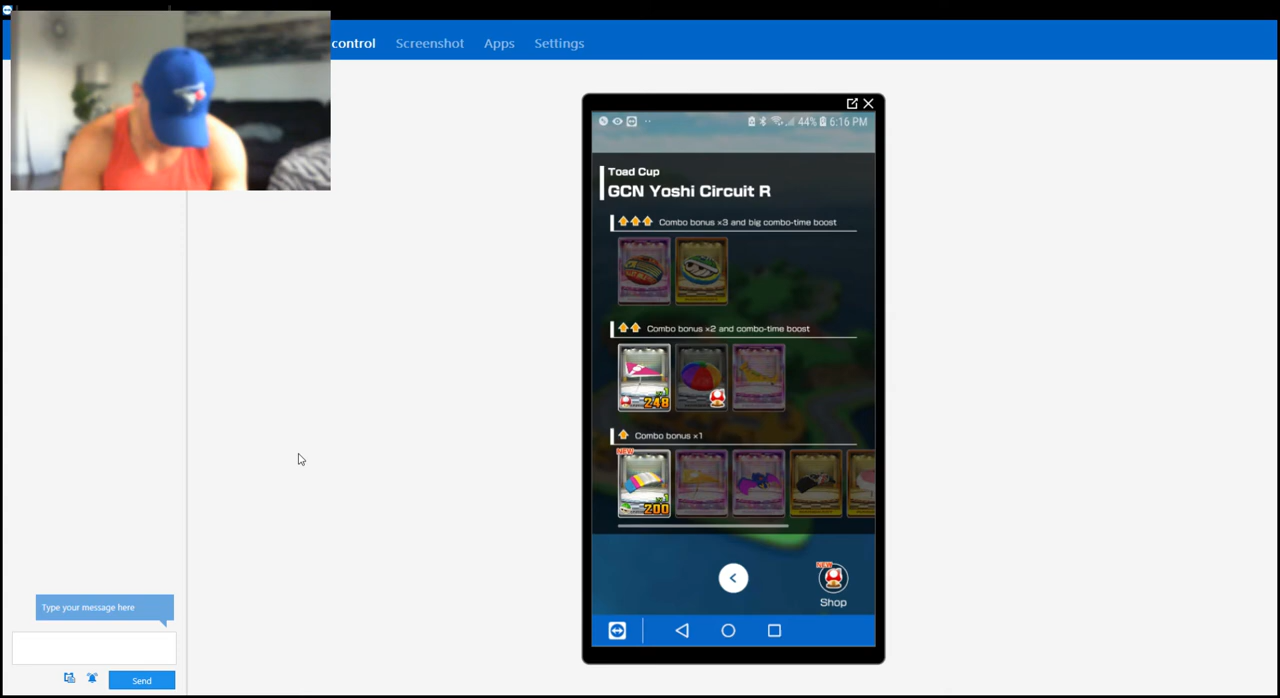 control Screenshot Apps Settings
44% 6:16 PM
Toad Cup
GCN Yoshi Circuit R
Combo bonus ×3 and big combo-time boost
Combo bonus ×2 and combo-time boost
1
248
Combo bonus ×1
NEW
1
200
NEW
Shop
Type your message here
Send